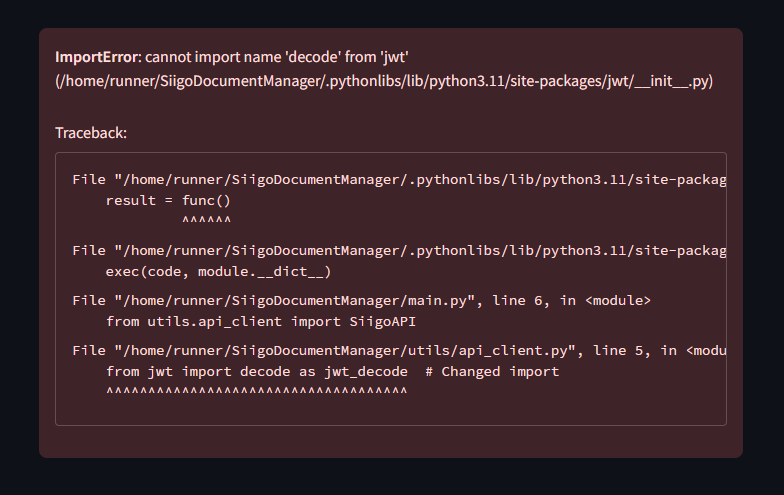 ImportError: cannot import name 'decode' from 'jwt'
(/home/runner/SiigoDocumentManager/.pythonlibs/lib/python3.11/site-packages/jwt/__init__.py)
Traceback:
File "/home/runner/SiigoDocumentManager/.pythonlibs/lib/python3.11/site-packag
result = func()
^^^^^^
File "/home/runner/SiigoDocumentManager/.pythonlibs/lib/python3.11/site-packag
exec(code, module.__dict__)
File "/home/runner/SiigoDocumentManager/main.py", line 6, in <module>
from utils.api_client import SiigoAPI
File "/home/runner/SiigoDocumentManager/utils/api_client.py", line 5, in <modu
from jwt import decode as jwt_decode  # Changed import
^^^^^^^^^^^^^^^^^^^^^^^^^^^^^^^^^^^^